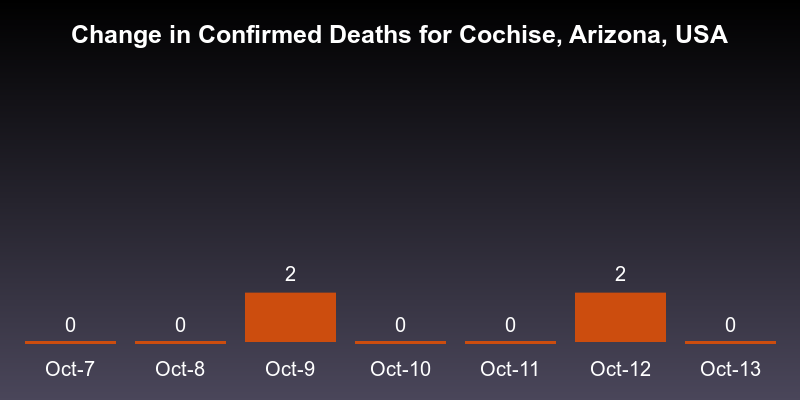 Change in Confirmed Deaths for Cochise, Arizona, USA
0 0 2 0 0 2 0
Oct-7 Oct-8 Oct-9 Oct-10 Oct-11 Oct-12 Oct-13